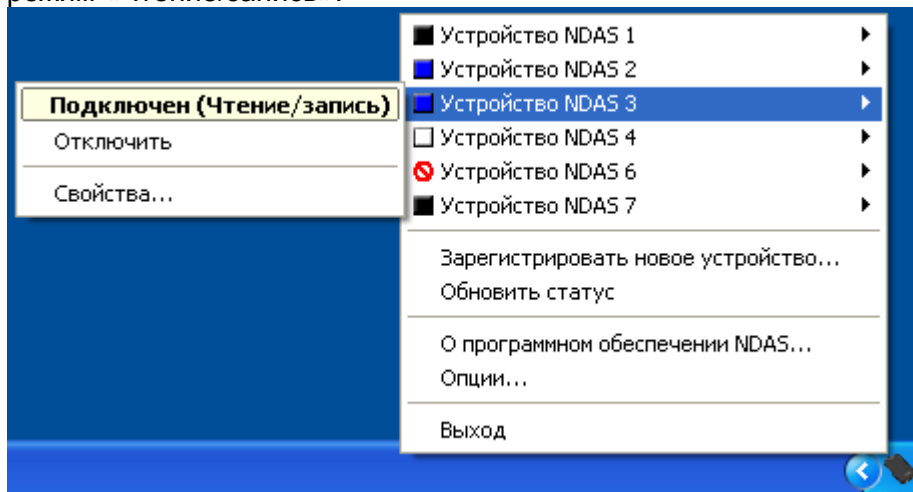 Устройство NDAS 1
Устройство NDAS 2
Устройство NDAS 3
Устройство NDAS 4
Устройство NDAS 6
Устройство NDAS 7
Подключен (Чтение/запись)
Отключить
Свойства...
Зарегистрировать новое устройство...
Обновить статус
О программном обеспечении NDAS...
Опции...
Выход